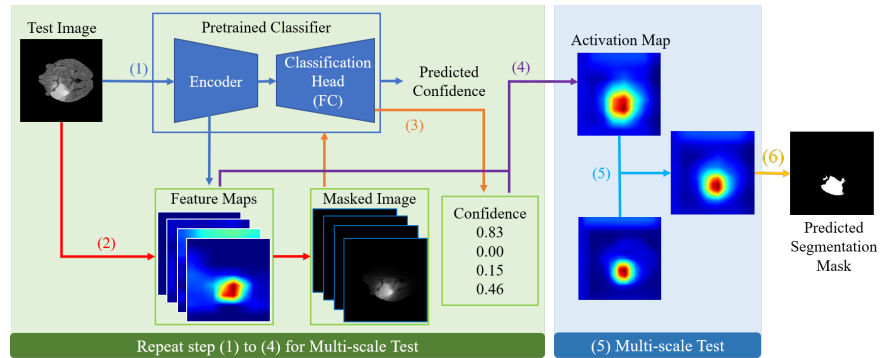 Test Image
Pretrained Classifier
(1)
Encoder
Classification
Head
(FC)
Predicted
Confidence
(3)
(4)
Activation Map
(2)
Feature Maps
Masked Image
Confidence
0.83
0.00
0.15
0.46
(5)
(6)
Predicted
Segmentation
Mask
Repeat step (1) to (4) for Multi-scale Test
(5) Multi-scale Test